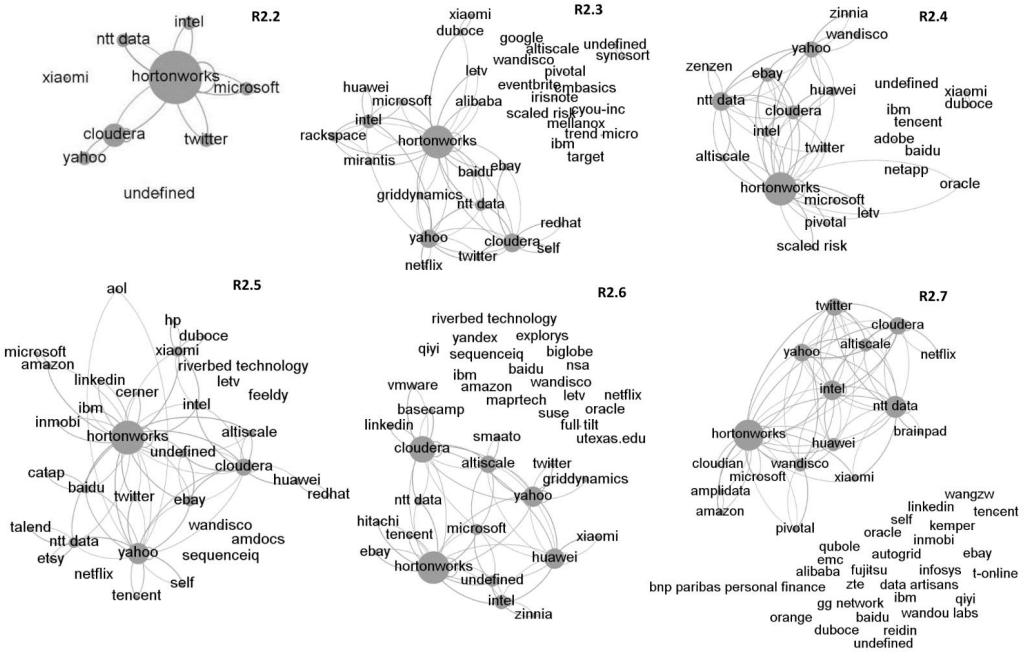 R2.2
intel
ntt data
hortonworks
xiaomi
microsoft
cloudera
twitter
yahoo
undefined
R2.3
xiaomi
duboce
google
altiscale
undefined
syncsort
wandisco
letv
pivotal
eventbrite
cmbasics
huawei
microsoft
alibaba
irisnote
scaled risk
cyou-inc
intel
mellanox
rackspace
hortonworks
trend micro
ibm
mirantis
target
baidu
ebay
griddynamics
ntt data
redhat
yahoo
cloudera
self
twitter
netflix
R2.4
zinnia
wandisco
yahoo
zenzen
ebay
huawei
undefined
xiaomi
ntt data
duboce
cloudera
ibm
tencent
intel
adobe
twitter
baidu
altiscale
netapp
hortonworks
oracle
microsoft
letv
pivotal
scaled risk
R2.5
aol
hp
duboce
microsoft
xiaomi
amazon
riverbed technology
linkedin
letv
cerner
feeldy
ibm
intel
inmobi
hortonworks
altiscale
undefined
cloudera
catap
huawei
baidu
twitter
ebay
redhat
talend
wandisco
ntt data
amdocs
etsy
yahoo
sequenceiq
netflix
self
tencent
R2.6
riverbed technology
yandex
explorys
qiyi
sequenceiq
biglobe
baidu
nsa
ibm
vmware
amazon
wandisco
maprtech
letv
netflix
basecamp
suse
oracle
linkedin
full tilt
smaato
utexas.edu
cloudera
altiscale
twitter
griddynamics
ntt data
yahoo
hitachi
tencent
microsoft
xiaomi
ebay
huawei
hortonworks
undefined
intel
zinnia
R2.7
twitter
cloudera
yahoo
altiscale
netflix
intel
ntt data
hortonworks
brainpad
huawei
cloudian
wandisco
microsoft
xiaomi
amplidata
amazon
wangzw
pivotal
linkedin
tencent
self
kemper
oracle
inmobi
qubole
autogrid
ebay
emc
alibaba
fujitsu
infosys
t-online
bnp paribas personal finance
zte
data artisans
ibm
qiyi
gg network
wandou labs
orange
baidu
duboce
reidin
undefined